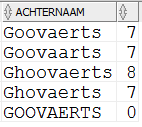 ACHTERNAAM
Goovaerts 7
Goovaarts 7
Ghoovaerts 8
Ghovaerts 7
GOOVAERTS 0